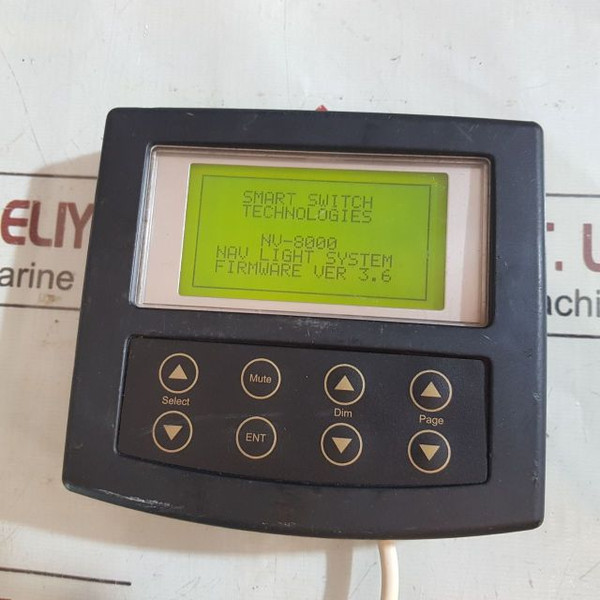 SMART SWITCH
TECHNOLOGIES
NV-8000
NAV LIGHT SYSTEM
FIRMWARE VER 3.6
Select
Mute
ENT
Dim
Page